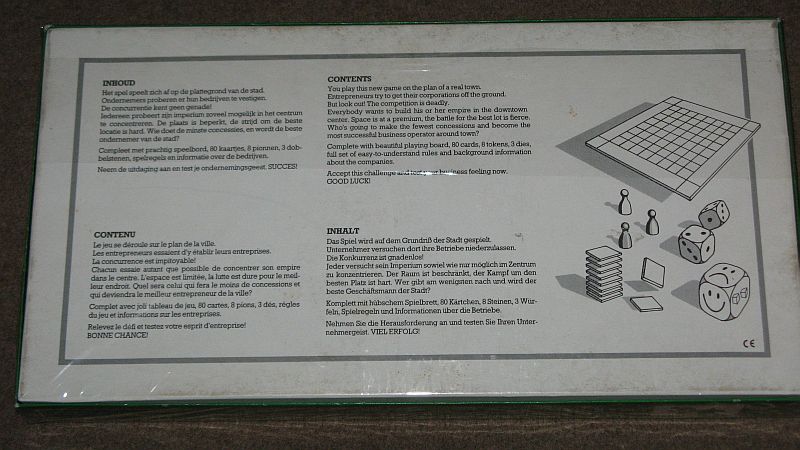 INHOUD
Het spel speelt zich af op de plattegrond van de stad.
Ondernemers proberen er hun bedrijven te vestigen.
De concurrentie kent geen genade!
Iedereen probeert zijn imperium zoveel mogelijk in het centrum
te concentreren. De plaats is beperkt, de strijd om de beste
locatie is hard. Wie doet de minste concessies, en wordt de beste
ondernemer van de stad?
Compleet met prachtig speelbord, 80 kaartjes, 8 pionnen, 3 dob-
belstenen, spelregels en informatie over de bedrijven.
Neem de uitdaging aan en test je ondernemingsgeest. SUCCES!
CONTENTS
You play this new game on the plan of a real town.
Entrepreneurs try to get their corporations off the ground.
But look out! The competition is deadly.
Everybody wants to build his or her empire in the downtown
center. Space is at a premium, the battle for the best lot is fierce.
Who's going to make the fewest concessions and become the
most successful business operator around town?
Complete with beautiful playing board, 80 cards, 8 tokens, 3 dies,
full set of easy-to-understand rules and background information
about the companies.
Accept this challenge and test your business feeling now.
GOOD LUCK!
CONTENU
Le jeu se déroule sur le plan de la ville.
Les entrepreneurs essaient d'y établir leurs entreprises.
La concurrence est impitoyable!
Chacun essaie autant que possible de concentrer son empire
dans le centre. L'espace est limitée, la lutte est dure pour le meil-
leur endroit. Quel sera celui qui fera le moins de concessions et
qui deviendra le meilleur entrepreneur de la ville?
Complet avec joli tableau de jeu, 80 cartes, 8 pions, 3 dés, règles
du jeu et informations sur les entreprises.
Relevez le défi et testez votre esprit d'entreprise!
BONNE CHANCE!
INHALT
Das Spiel wird auf dem Grundriß der Stadt gespielt.
Unternehmer versuchen dort ihre Betriebe niederzulassen.
Die Konkurrenz ist gnadenlos!
Jeder versucht sein Imperium sowiel wie nur möglich im Zentrum
zu konzentrieren. Der Raum ist beschränkt, der Kampf um den
besten Platz ist hart. Wer gibt am wenigsten nach und wird der
beste Geschäftsmann der Stadt?
Komplett mit hübschem Spielbrett, 80 Kärtchen, 8 Steinen, 3 Wür-
feln, Spielregeln und Informationen über die Betriebe.
Nehmen Sie die Herausforderung an und testen Sie Ihren Unter-
nehmergeist. VIEL ERFOLG!
CE